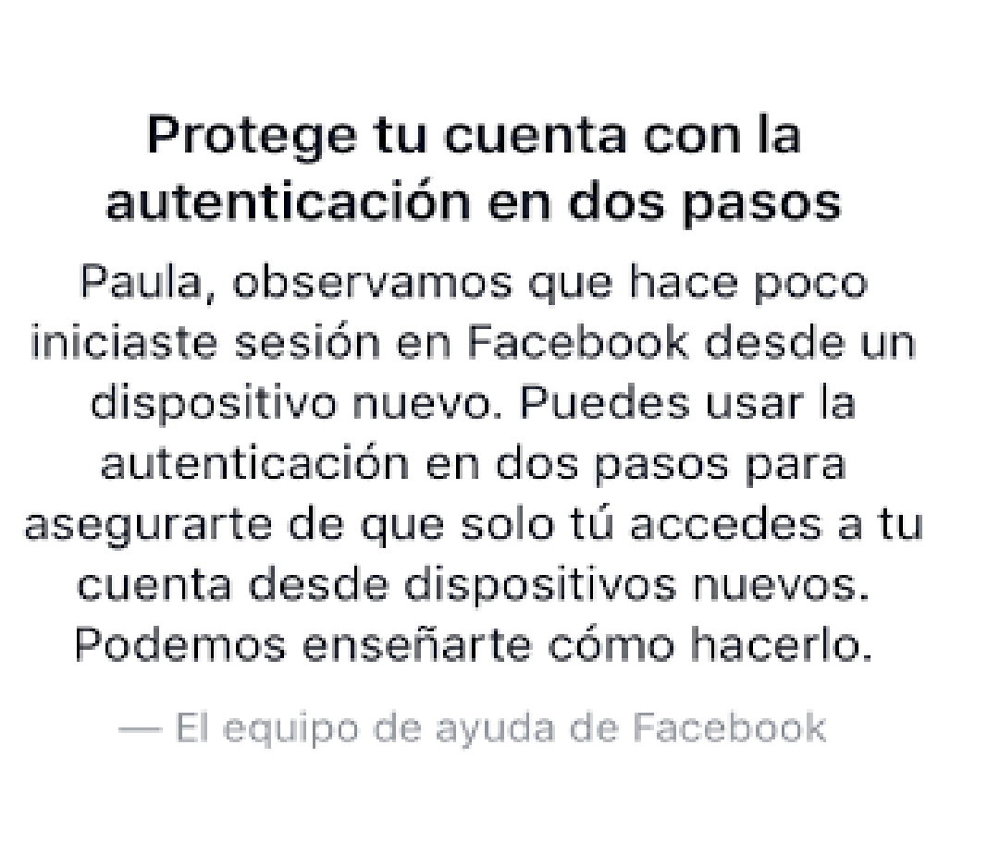 Protege tu cuenta con la
autenticación en dos pasos
Paula, observamos que hace poco
iniciaste sesión en Facebook desde un
dispositivo nuevo. Puedes usar la
autenticación en dos pasos para
asegurarte de que solo tú accedes a tu
cuenta desde dispositivos nuevos.
Podemos enseñarte cómo hacerlo.
— El equipo de ayuda de Facebook